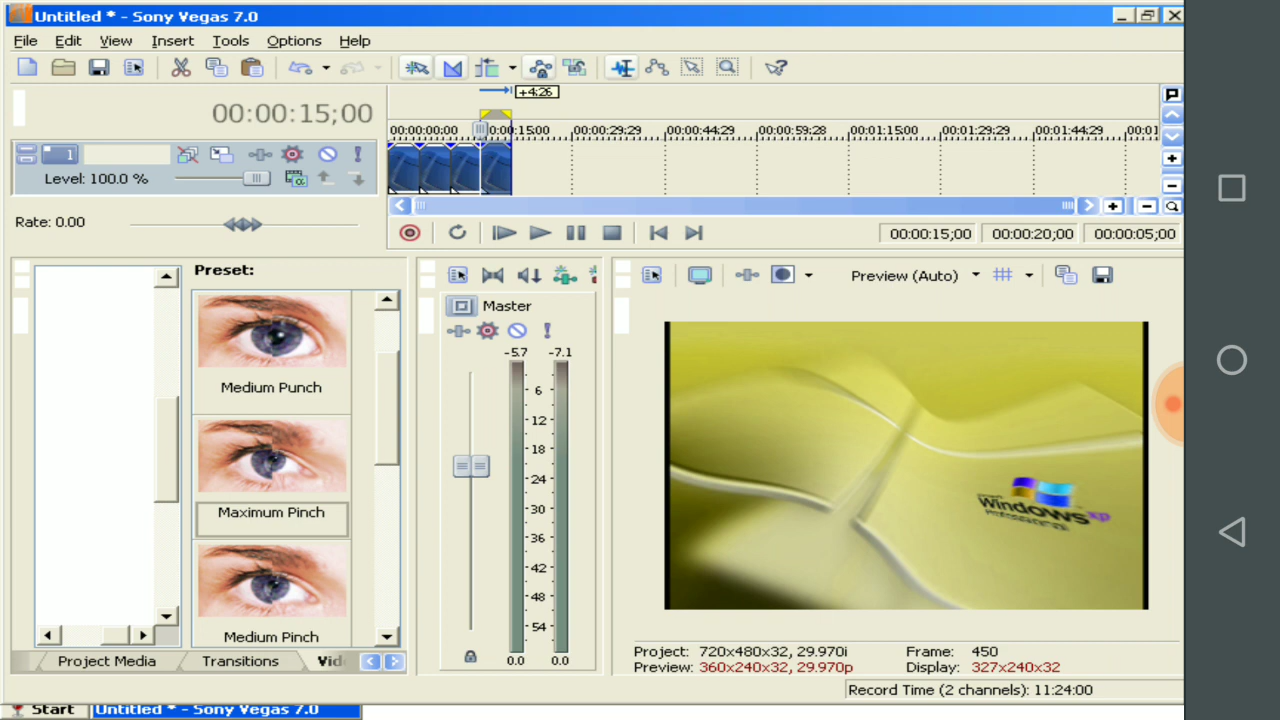 Untitled * - Sony Vegas 7.0
File Edit View Insert Tools Options Help
+4:26
00:00:15;00
00:00:00;00 00:00:15;00 00:00:29;29 00:00:44;29 00:00:59;28 00:01:15;00 00:01:29;29 00:01:44;29 00:01
1
Level: 100.0 %
Rate: 0.00
00:00:15;00 00:00:20;00 00:00:05;00
Preset:
Medium Punch
Maximum Pinch
Medium Pinch
Master
-5.7 -7.1
6
12
18
24
30
36
42
48
54
0.0 0.0
Preview (Auto)
Windows xp
Professional
Project: 720x480x32, 29.970i Frame: 450
Preview: 360x240x32, 29.970p Display: 327x240x32
Project Media Transitions Vid
Record Time (2 channels): 11:24:00
Start Untitled * - Sony Vegas 7.0